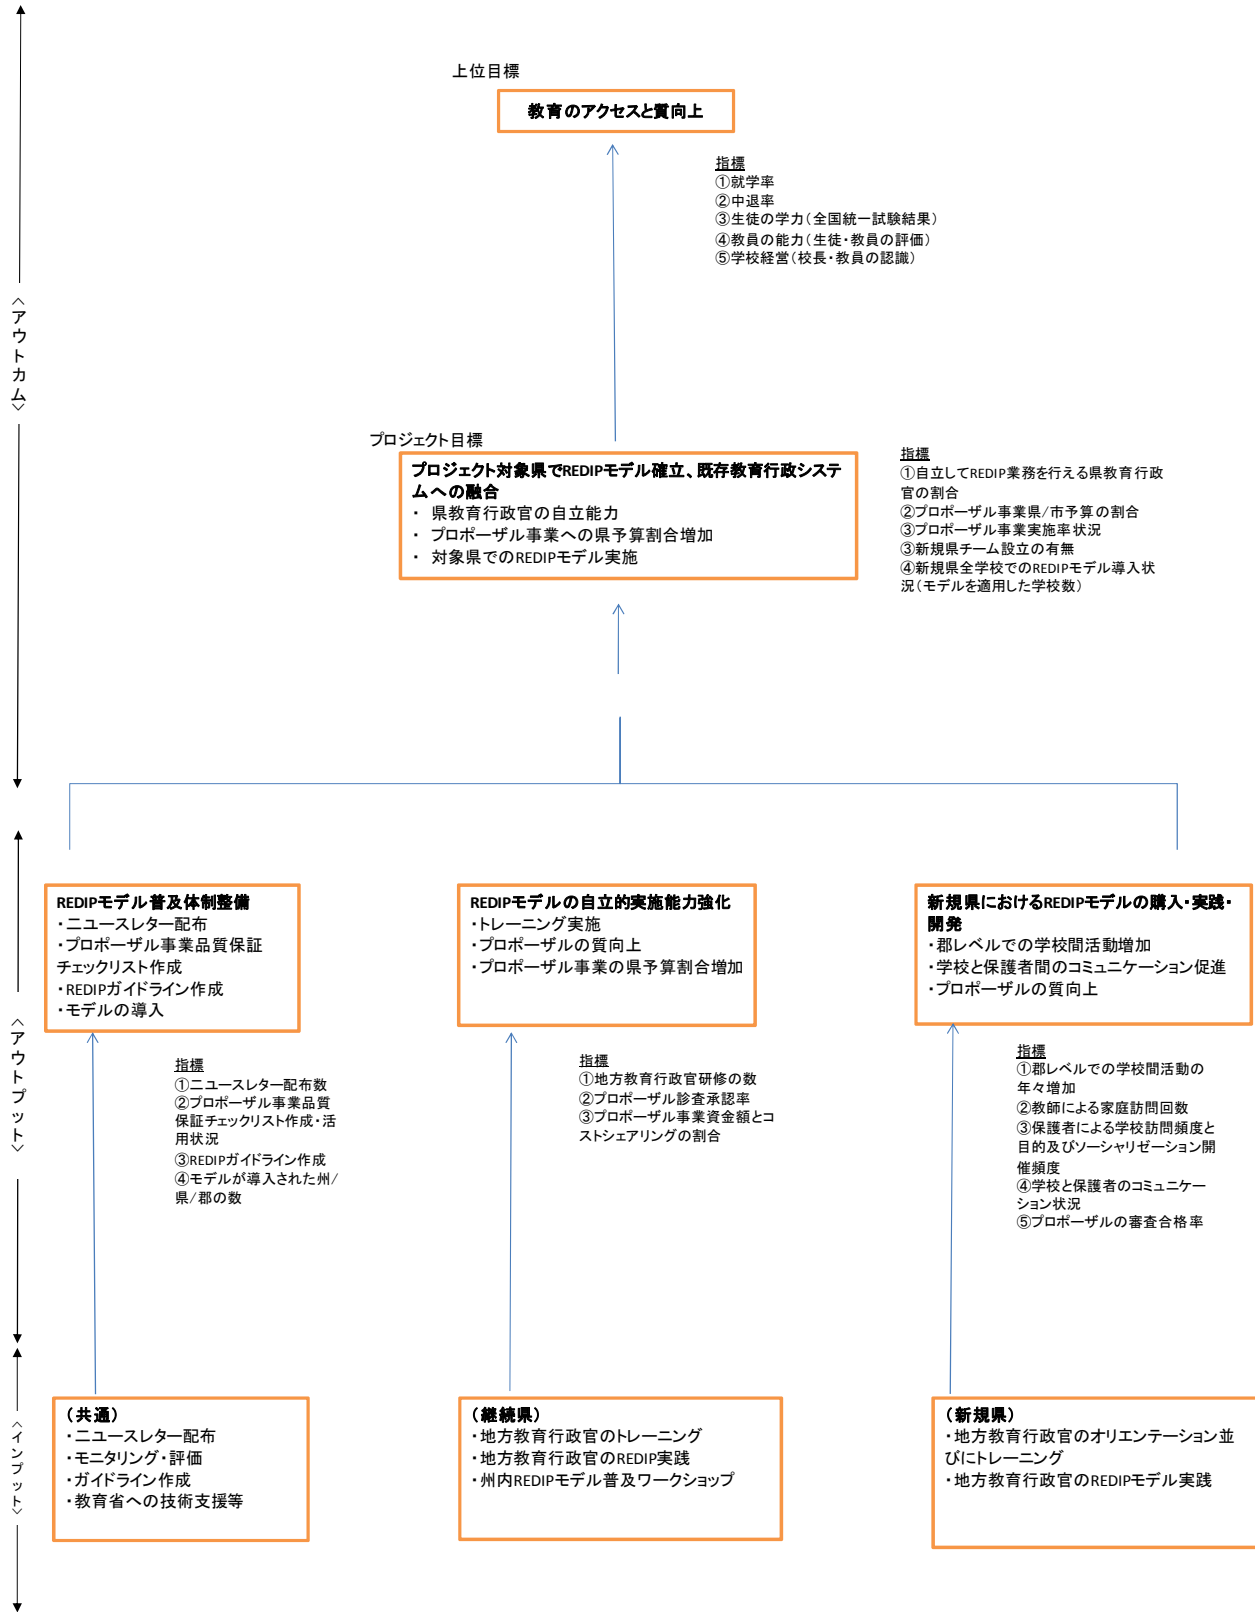 上位目標
教育のアクセスと質向上
指標
①就学率
②中退率
③生徒の学力(全国統一試験結果)
④教員の能力(生徒・教員の評価)
⑤学校経営(校長・教員の認識)
〈アウトカム〉
プロジェクト目標
プロジェクト対象県でREDIPモデル確立、既存教育行政システ
ムへの融合
・ 県教育行政官の自立能力
・ プロポーザル事業への県予算割合増加
・ 対象県でのREDIPモデル実施
指標
①自立してREDIP業務を行える県教育行政
官の割合
②プロポーザル事業県/市予算の割合
③プロポーザル事業実施率状況
③新規県チーム設立の有無
④新規県全学校でのREDIPモデル導入状
況(モデルを適用した学校数)
〈アウトプット〉
REDIPモデル普及体制整備
・ニュースレター配布
・プロポーザル事業品質保証
チェックリスト作成
・REDIPガイドライン作成
・モデルの導入
指標
①ニュースレター配布数
②プロポーザル事業品質
保証チェックリスト作成・活
用状況
③REDIPガイドライン作成
④モデルが導入された州/
県/郡の数
REDIPモデルの自立的実施能力強化
・トレーニング実施
・プロポーザルの質向上
・プロポーザル事業の県予算割合増加
指標
①地方教育行政官研修の数
②プロポーザル診査承認率
③プロポーザル事業資金額とコ
ストシェアリングの割合
新規県におけるREDIPモデルの購入・実践・
開発
・郡レベルでの学校間活動増加
・学校と保護者間のコミュニケーション促進
・プロポーザルの質向上
指標
①郡レベルでの学校間活動の
年々増加
②教師による家庭訪問回数
③保護者による学校訪問頻度と
目的及びソーシャリゼーション開
催頻度
④学校と保護者のコミュニケー
ション状況
⑤プロポーザルの審査合格率
〈インプット〉
(共通)
・ニュースレター配布
・モニタリング・評価
・ガイドライン作成
・教育省への技術支援等
(継続県)
・地方教育行政官のトレーニング
・地方教育行政官のREDIP実践
・州内REDIPモデル普及ワークショップ
(新規県)
・地方教育行政官のオリエンテーション並
びにトレーニング
・地方教育行政官のREDIPモデル実践